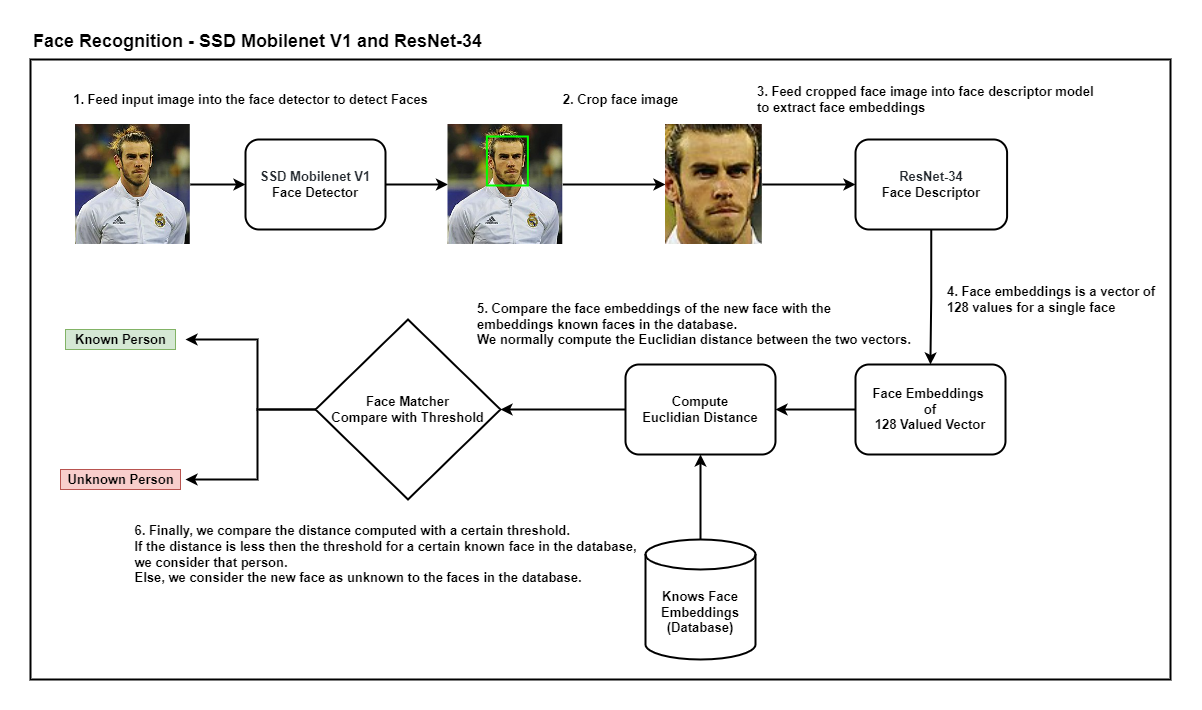 Face Recognition - SSD Mobilenet V1 and ResNet-34
1. Feed input image into the face detector to detect Faces
2. Crop face image
3. Feed cropped face image into face descriptor model
to extract face embeddings
SSD Mobilenet V1
Face Detector
ResNet-34
Face Descriptor
4. Face embeddings is a vector of
128 values for a single face
5. Compare the face embeddings of the new face with the
embeddings known faces in the database.
We normally compute the Euclidian distance between the two vectors.
Known Person
Face Matcher
Compare with Threshold
Compute
Euclidian Distance
Face Embeddings
of
128 Valued Vector
Unknown Person
6. Finally, we compare the distance computed with a certain threshold.
If the distance is less then the threshold for a certain known face in the database,
we consider that person.
Else, we consider the new face as unknown to the faces in the database.
Knows Face
Embeddings
(Database)